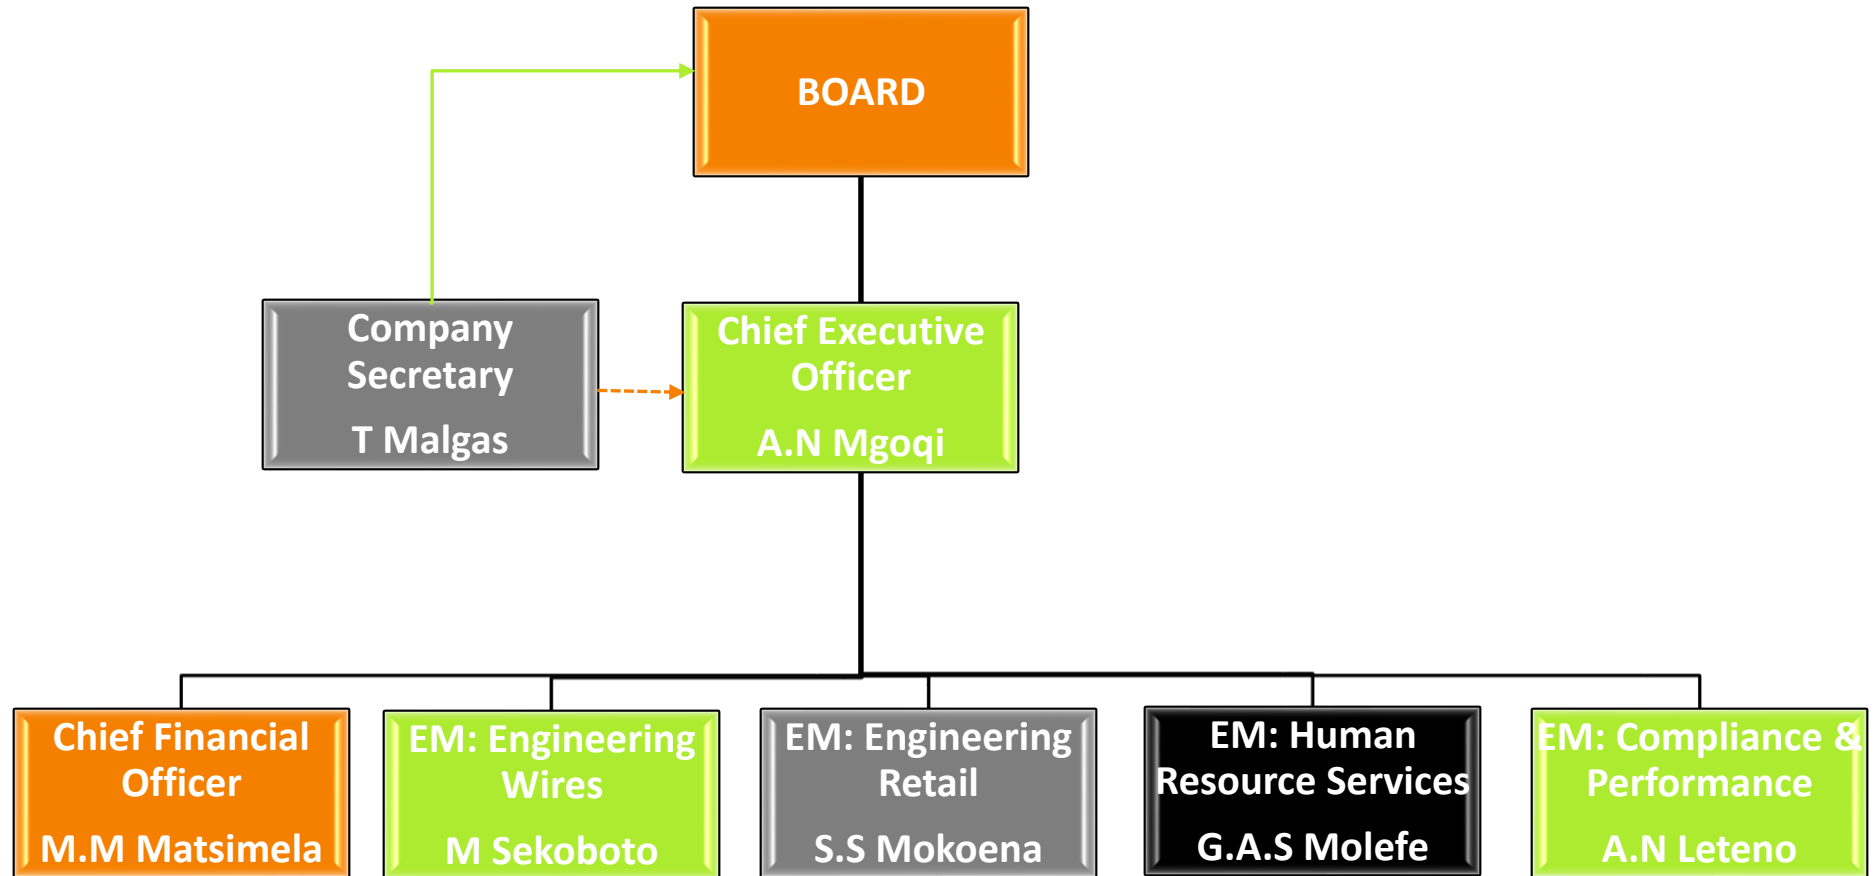 BOARD
Company
Secretary
T Malgas
Chief Executive
Officer
A.N Mgoqi
Chief Financial
Officer
M.M Matsimela
EM: Engineering
Wires
M Sekoboto
EM: Engineering
Retail
S.S Mokoena
EM: Human
Resource Services
G.A.S Molefe
EM: Compliance &
Performance
A.N Leteno